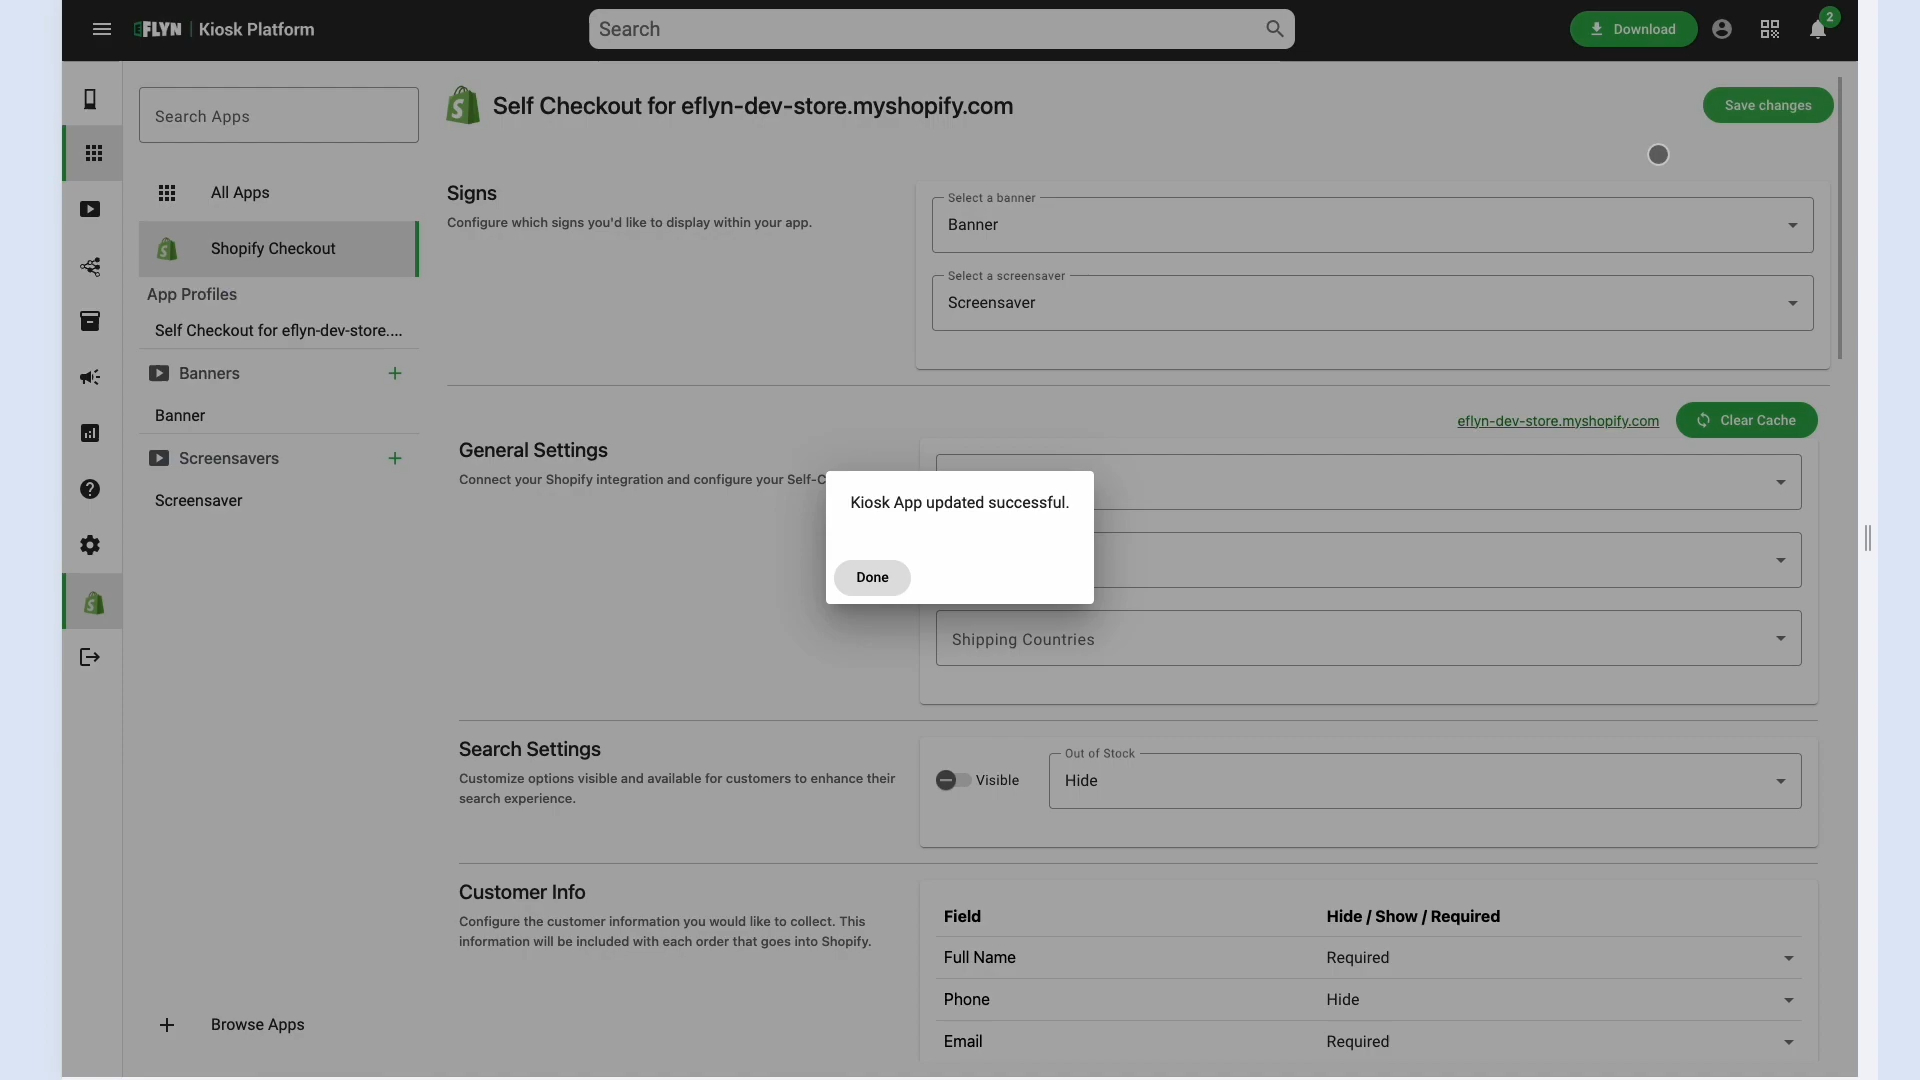 EFLYN | Kiosk Platform
Search
Download
2
Search Apps
All Apps
Shopify Checkout
App Profiles
Self Checkout for eflyn-dev-store....
Banners
Banner
Screensavers
Screensaver
Browse Apps
Self Checkout for eflyn-dev-store.myshopify.com
Save changes
Signs
Configure which signs you'd like to display within your app.
Select a banner
Banner
Select a screensaver
Screensaver
eflyn-dev-store.myshopify.com
Clear Cache
General Settings
Connect your Shopify integration and configure your Self-C
Kiosk App updated successful.
Done
Shipping Countries
Search Settings
Customize options visible and available for customers to enhance their
search experience.
Visible
Out of Stock
Hide
Customer Info
Configure the customer information you would like to collect. This
information will be included with each order that goes into Shopify.
Field
Hide / Show / Required
Full Name
Required
Phone
Hide
Email
Required